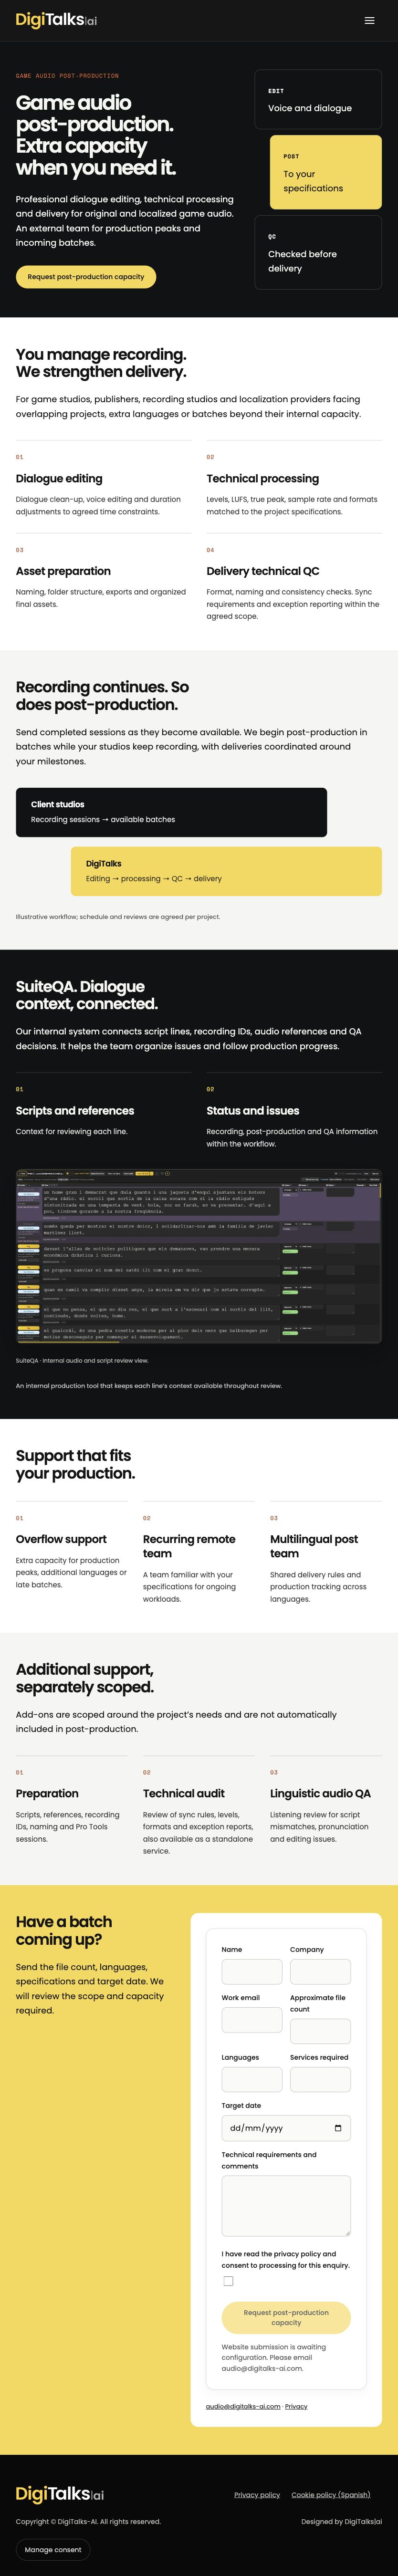 DigiTalks|ai
GAME AUDIO POST-PRODUCTION
Game audio
post-production.
Extra capacity
when you need it.
Professional dialogue editing, technical processing
and delivery for original and localized game audio.
An external team for production peaks and
incoming batches.
Request post-production capacity
EDIT
Voice and dialogue
POST
To your
specifications
QC
Checked before
delivery
You manage recording.
We strengthen delivery.
For game studios, publishers, recording studios and localization providers facing
overlapping projects, extra languages or batches beyond their internal capacity.
01
Dialogue editing
Dialogue clean-up, voice editing and duration
adjustments to agreed time constraints.
02
Technical processing
Levels, LUFS, true peak, sample rate and formats
matched to the project specifications.
03
Asset preparation
Naming, folder structure, exports and organized
final assets.
04
Delivery technical QC
Format, naming and consistency checks. Sync
requirements and exception reporting within the
agreed scope.
Recording continues. So
does post-production.
Send completed sessions as they become available. We begin post-production in
batches while your studios keep recording, with deliveries coordinated around
your milestones.
Client studios
Recording sessions → available batches
DigiTalks
Editing → processing → QC → delivery
Illustrative workflow; schedule and reviews are agreed per project.
SuiteQA. Dialogue
context, connected.
Our internal system connects script lines, recording IDs, audio references and QA
decisions. It helps the team organize issues and follow production progress.
01
Scripts and references
Context for reviewing each line.
02
Status and issues
Recording, post-production and QA information
within the workflow.
SuiteQA · Internal audio and script review view.
An internal production tool that keeps each line's context available throughout review.
Support that fits
your production.
01
Overflow support
Extra capacity for production
peaks, additional languages or
late batches.
02
Recurring remote
team
A team familiar with your
specifications for ongoing
workloads.
03
Multilingual post
team
Shared delivery rules and
production tracking across
languages.
Additional support,
separately scoped.
Add-ons are scoped around the project's needs and are not automatically
included in post-production.
01
Preparation
Scripts, references, recording
IDs, naming and Pro Tools
sessions.
02
Technical audit
Review of sync rules, levels,
formats and exception reports,
also available as a standalone
service.
03
Linguistic audio QA
Listening review for script
mismatches, pronunciation
and editing issues.
Have a batch
coming up?
Send the file count, languages,
specifications and target date. We
will review the scope and capacity
required.
Name
Company
Work email
Approximate file
count
Languages
Services required
Target date
dd/mm/yyyy
Technical requirements and
comments
I have read the privacy policy and
consent to processing for this enquiry.
Request post-production
capacity
Website submission is awaiting
configuration. Please email
audio@digitalks-ai.com.
audio@digitalks-ai.com · Privacy
DigiTalks|ai
Privacy policy
Cookie policy (Spanish)
Copyright © DigiTalks-AI. All rights reserved.
Designed by DigiTalks|ai
Manage consent